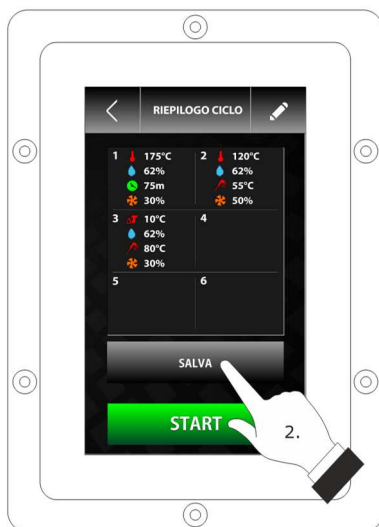 RIEPILOGO CICLO
1 175°C 2 120°C
62% 62%
75m 55°C
30% 50%
3 ΔT 10°C 4
62%
80°C
30%
5 6
SALVA
START
2.